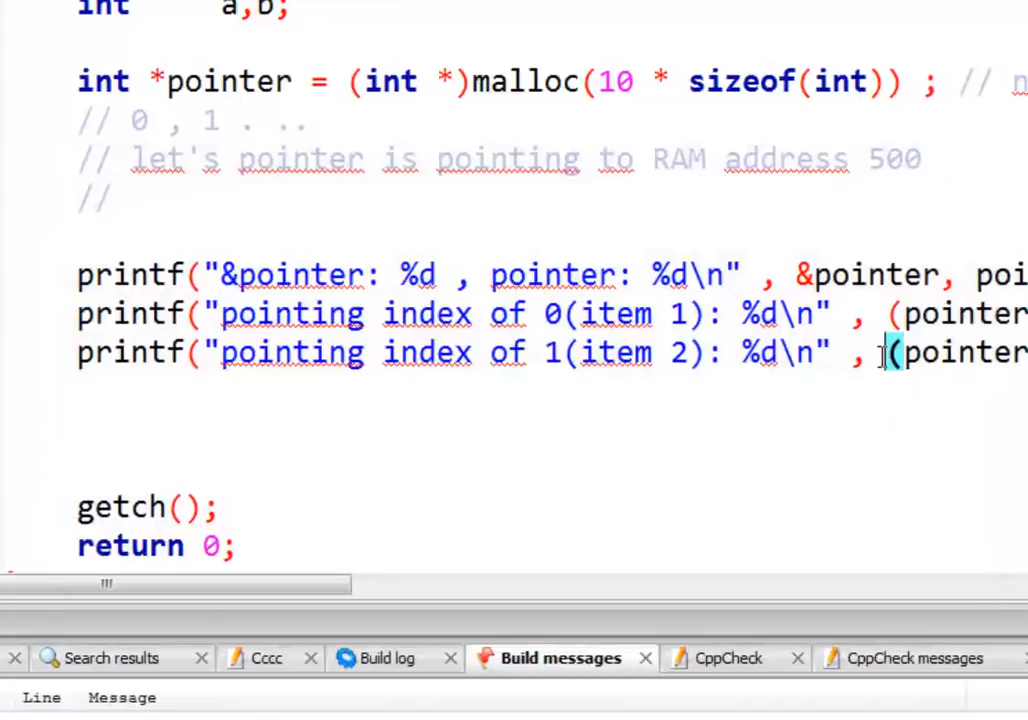 int a,b;
int *pointer = (int *)malloc(10 * sizeof(int)) ; //
// 0 , 1 . ..
// let's pointer is pointing to RAM address 500
//
printf("&pointer: %d , pointer: %d\n" , &pointer,
printf("pointing index of 0(item 1): %d\n" , (pointer
printf("pointing index of 1(item 2): %d\n" , (pointer
getch();
return 0;
Search results Cccc Build log Build messages CppCheck CppCheck messages
Line Message